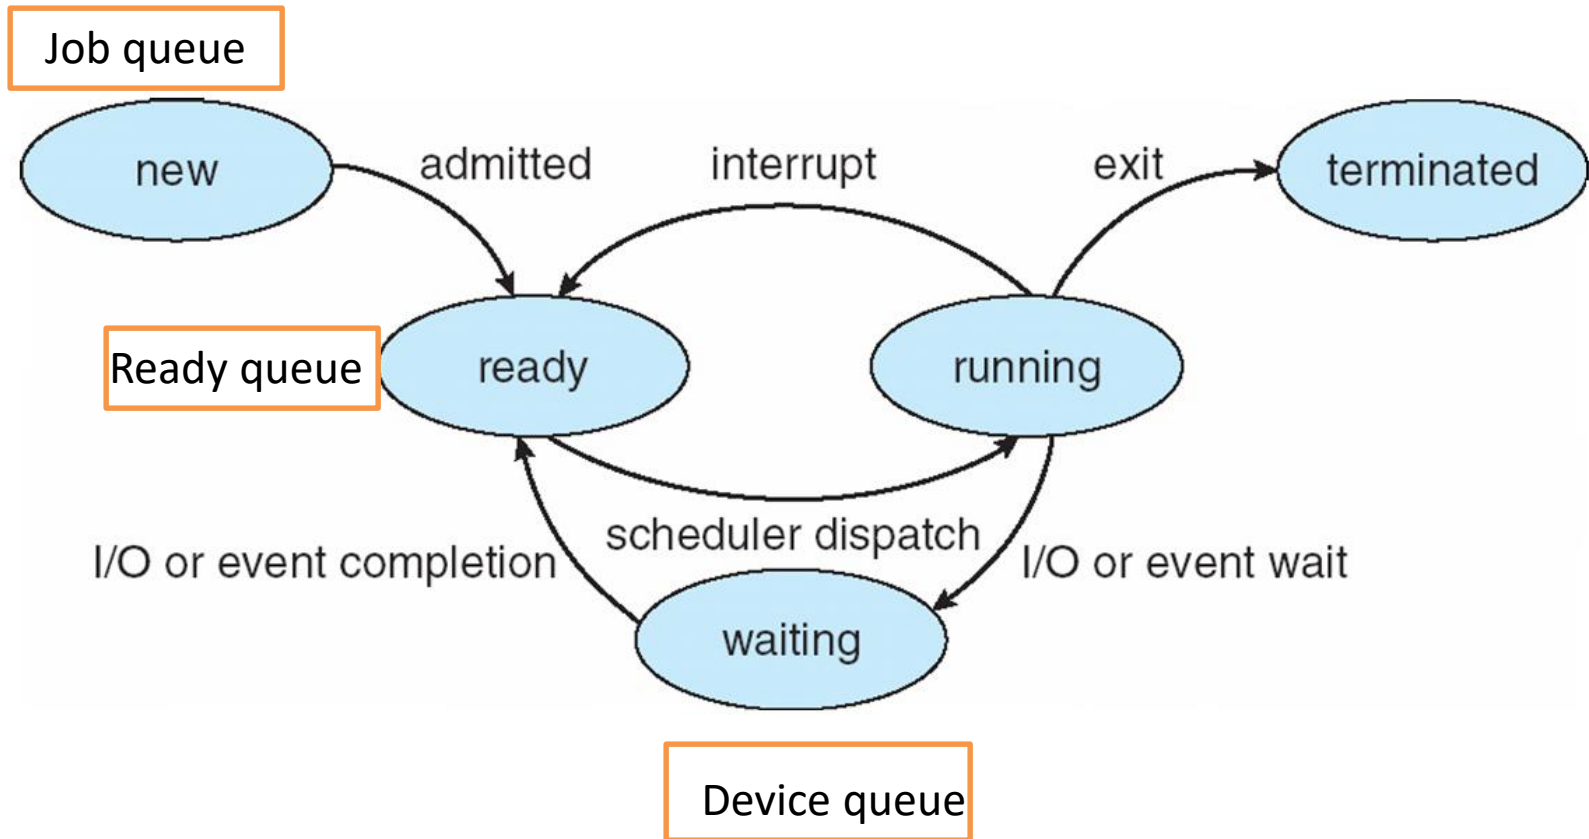 Job queue
new
admitted
interrupt
exit
terminated
Ready queue
ready
running
scheduler dispatch
I/O or event completion
I/O or event wait
waiting
Device queue